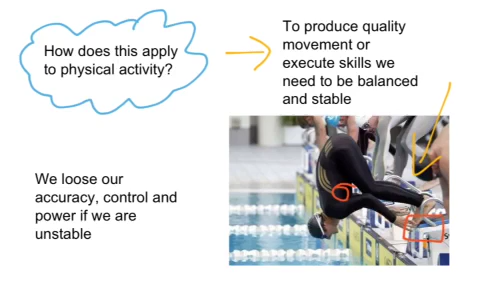 How does this apply
to physical activity?
To produce quality
movement or
execute skills we
need to be balanced
and stable
We loose our
accuracy, control and
power if we are
unstable